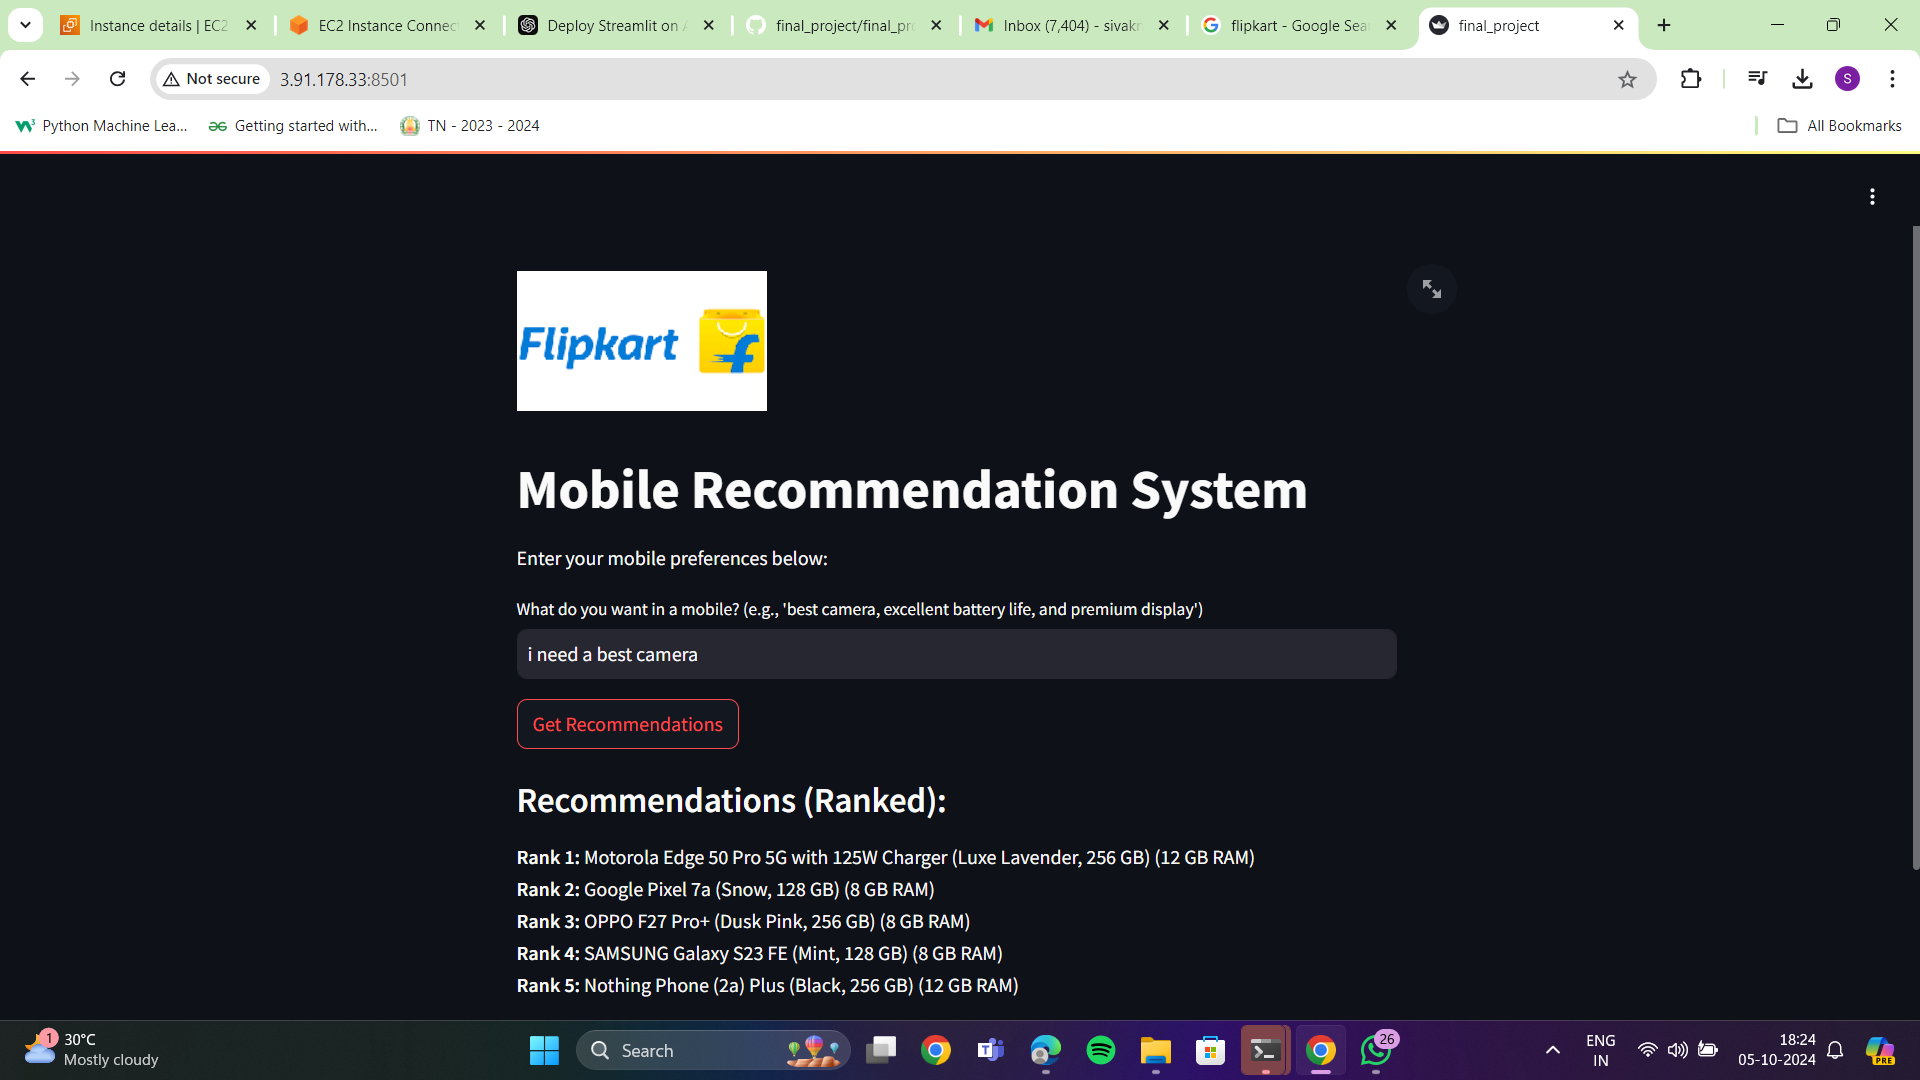 Instance details | EC2
EC2 Instance Connec
Deploy Streamlit on A
final_project/final_pro
Inbox (7,404) - sivakn
flipkart - Google Sea
final_project
Not secure
3.91.178.33:8501
S
Python Machine Lea...
Getting started with...
TN - 2023 - 2024
All Bookmarks
Flipkart
Mobile Recommendation System
Enter your mobile preferences below:
What do you want in a mobile? (e.g., 'best camera, excellent battery life, and premium display')
i need a best camera
Get Recommendations
Recommendations (Ranked):
Rank 1: Motorola Edge 50 Pro 5G with 125W Charger (Luxe Lavender, 256 GB) (12 GB RAM)
Rank 2: Google Pixel 7a (Snow, 128 GB) (8 GB RAM)
Rank 3: OPPO F27 Pro+ (Dusk Pink, 256 GB) (8 GB RAM)
Rank 4: SAMSUNG Galaxy S23 FE (Mint, 128 GB) (8 GB RAM)
Rank 5: Nothing Phone (2a) Plus (Black, 256 GB) (12 GB RAM)
1
30°C
Mostly cloudy
Search
26
ENG
IN
18:24
05-10-2024
PRE